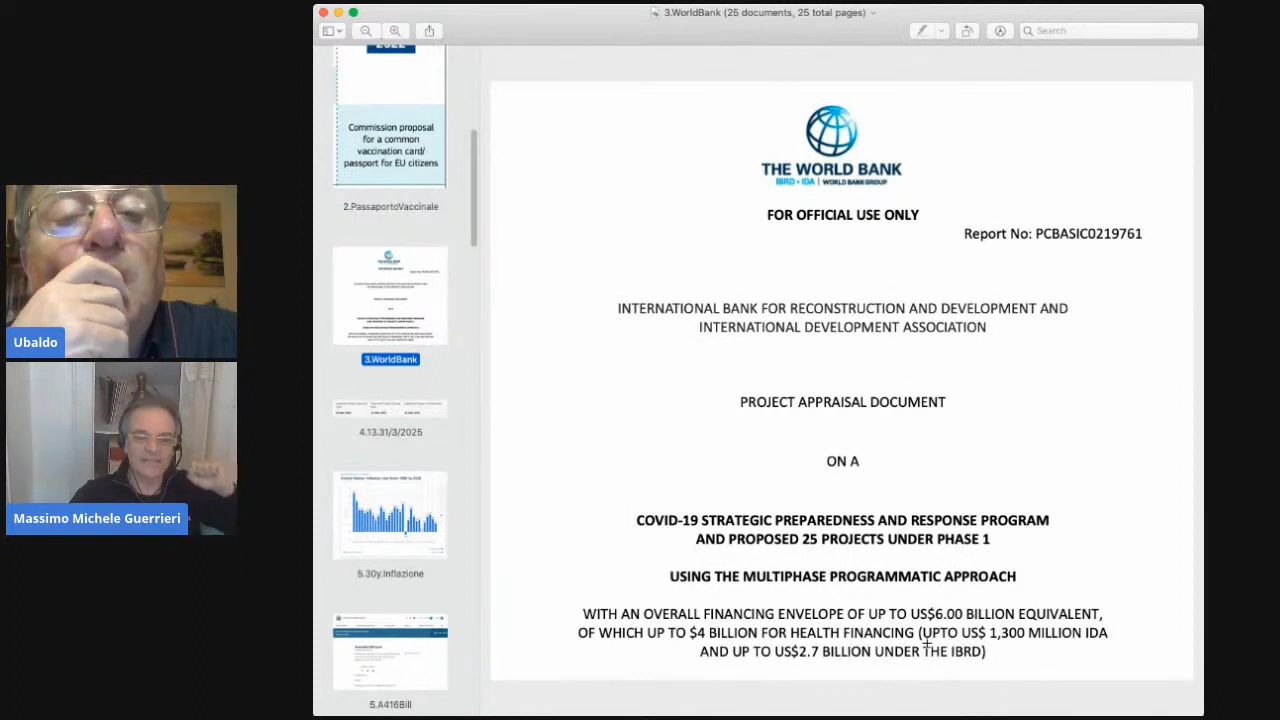 3.WorldBank (25 documents, 25 total pages)
Search
2022
Commission proposal
for a common
vaccination card/
passport for EU citizens
2.PassaportoVaccinale
THE WORLD BANK
3.WorldBank
4.13.31/3/2025
5.30y.Inflazione
5.A416Bill
THE WORLD BANK
IBRD • IDA | WORLD BANK GROUP
FOR OFFICIAL USE ONLY
Report No: PCBASIC0219761
INTERNATIONAL BANK FOR RECONSTRUCTION AND DEVELOPMENT AND
INTERNATIONAL DEVELOPMENT ASSOCIATION
PROJECT APPRAISAL DOCUMENT
ON A
COVID-19 STRATEGIC PREPAREDNESS AND RESPONSE PROGRAM
AND PROPOSED 25 PROJECTS UNDER PHASE 1
USING THE MULTIPHASE PROGRAMMATIC APPROACH
WITH AN OVERALL FINANCING ENVELOPE OF UP TO US$6.00 BILLION EQUIVALENT,
OF WHICH UP TO $4 BILLION FOR HEALTH FINANCING (UPTO US$ 1,300 MILLION IDA
AND UP TO US$2.7 BILLION UNDER THE IBRD)
Ubaldo
Massimo Michele Guerrieri